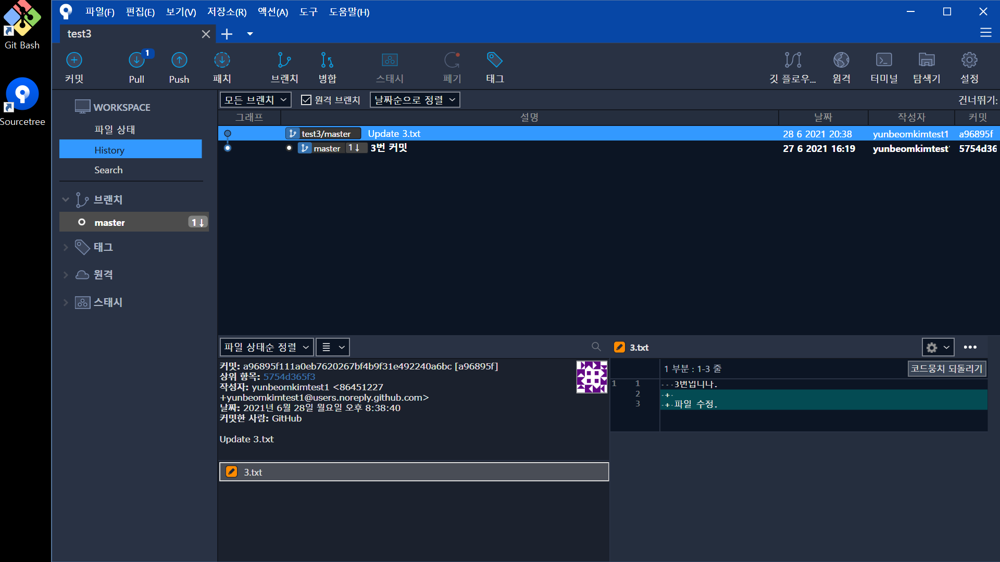 Git Bash
Sourcetree
파일(F) 편집(E) 보기(V) 저장소(R) 액션(A) 도구 도움말(H)
test3
1
커밋 Pull Push 패치 브랜치 병합 스태시 폐기 태그 깃 플로우... 원격 터미널 탐색기 설정
WORKSPACE
파일 상태
History
Search
브랜치
master 1↓
태그
원격
스태시
모든 브랜치 원격 브랜치 날짜순으로 정렬 건너뛰기:
그래프 설명 날짜 작성자 커밋
test3/master Update 3.txt 28 6 2021 20:38 yunbeomkimtest1 a96895f
master 1↓ 3번 커밋 27 6 2021 16:19 yunbeomkimtest 5754d36
파일 상태순 정렬
커밋: a96895f111a0eb7620267bf4b9f31e492240a6bc [a96895f]
상위 항목: 5754d365f3
작성자: yunbeomkimtest1 <86451227
+yunbeomkimtest1@users.noreply.github.com>
날짜: 2021년 6월 28일 월요일 오후 8:38:40
커밋한 사람: GitHub
Update 3.txt
3.txt
3.txt
1 부분 : 1-3 줄 코드뭉치 되돌리기
1 1 3번입니다.
2 +
3 + 파일 수정.